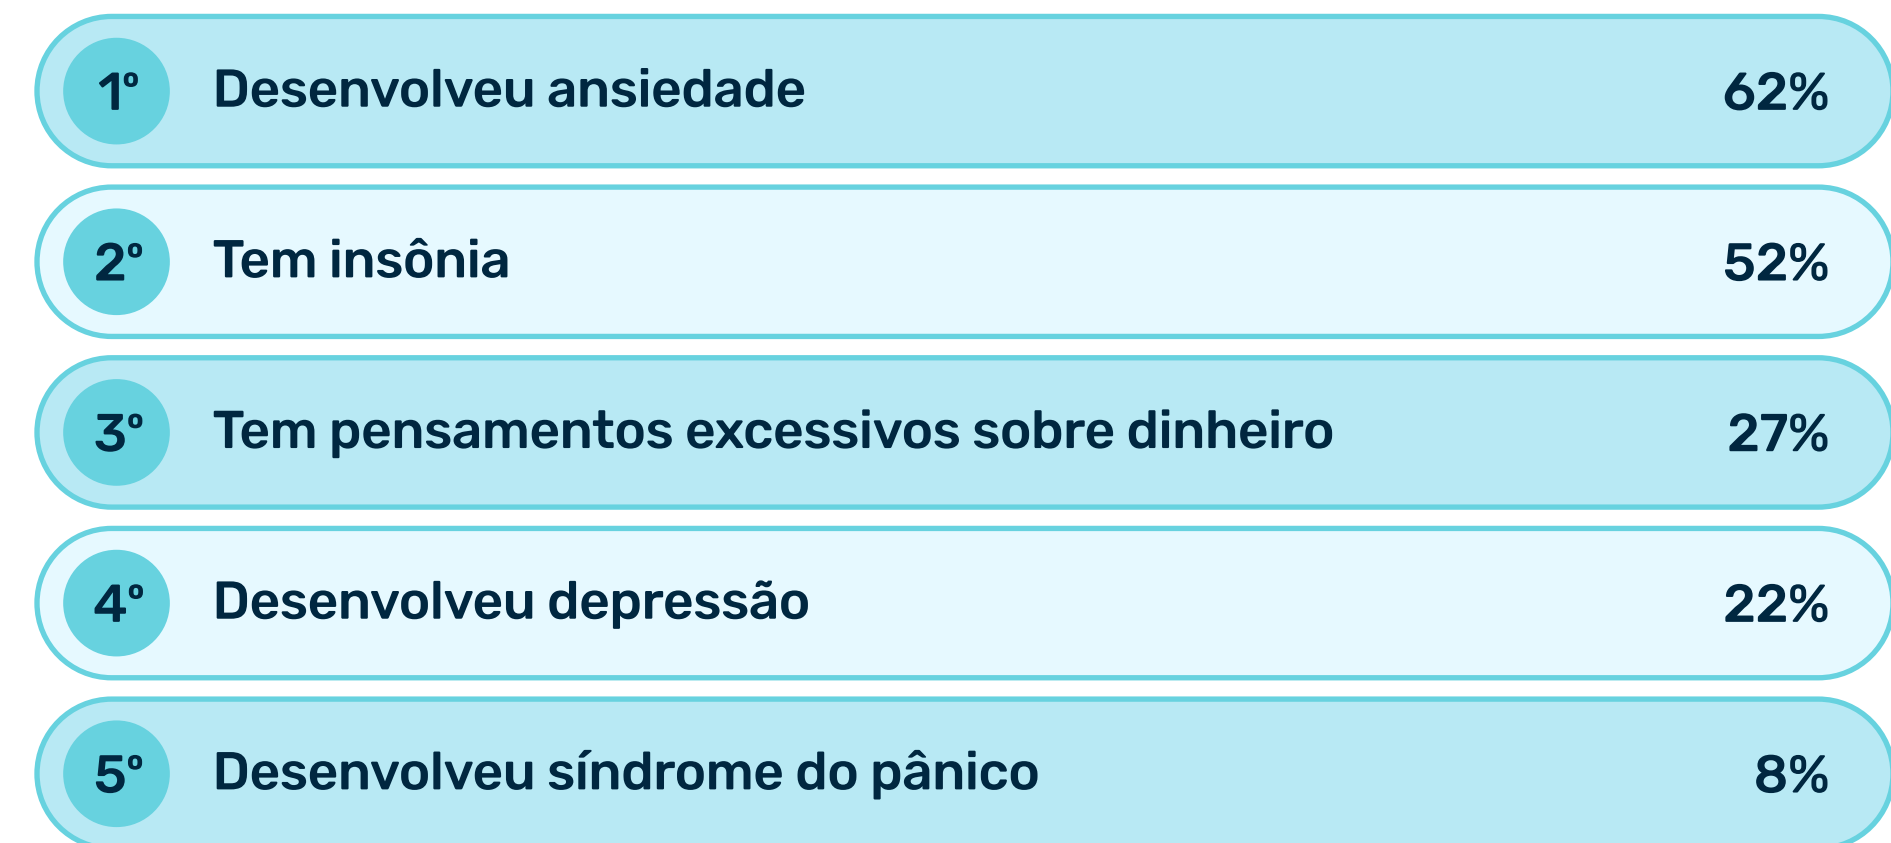 1º Desenvolveu ansiedade 62%
2º Tem insônia 52%
3º Tem pensamentos excessivos sobre dinheiro 27%
4º Desenvolveu depressão 22%
5º Desenvolveu síndrome do pânico 8%